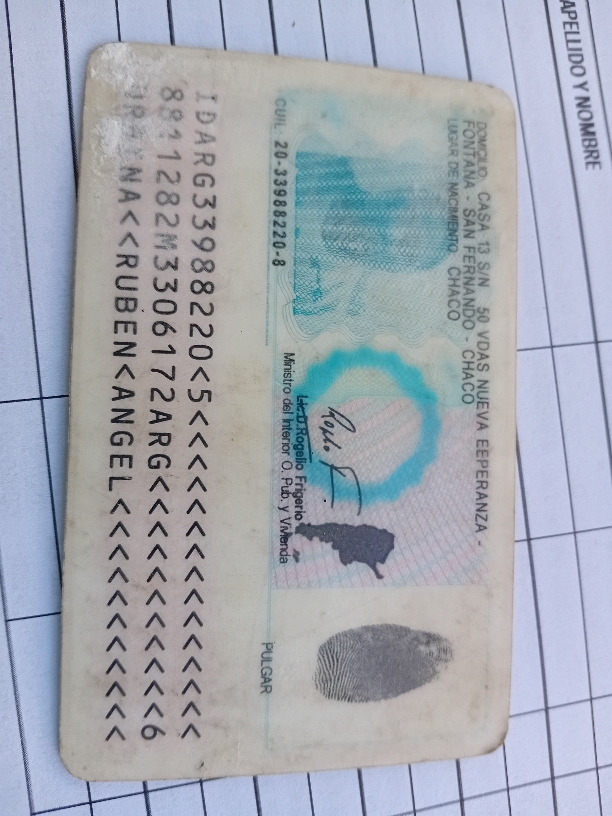 APELLIDO Y NOMBRE
DOMICILIO: CASA 13 S/N 50 VDAS NUEVA EEPERANZA -
FONTANA - SAN FERNANDO - CHACO
LUGAR DE NACIMIENTO: CHACO
Lic.D.Rogelio Frigerio
Ministro del Interior O. Pub. y Vivienda
CUIL: 20-33988220-8
PULGAR
IDARG33988220<5<<<<<<<<<<<<<<<
8811282M3306172ARG<<<<<<<<<<<6
<<RUBEN<ANGEL<<<<<<<<<<<